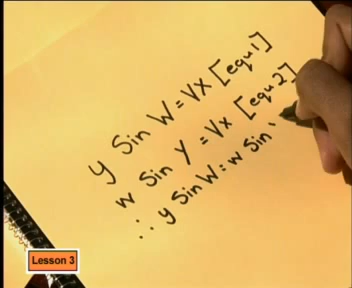 y Sin W = VX [equ1]
w Sin Y = VX [equ2]
∴ y Sin W = w Sin
Lesson 3